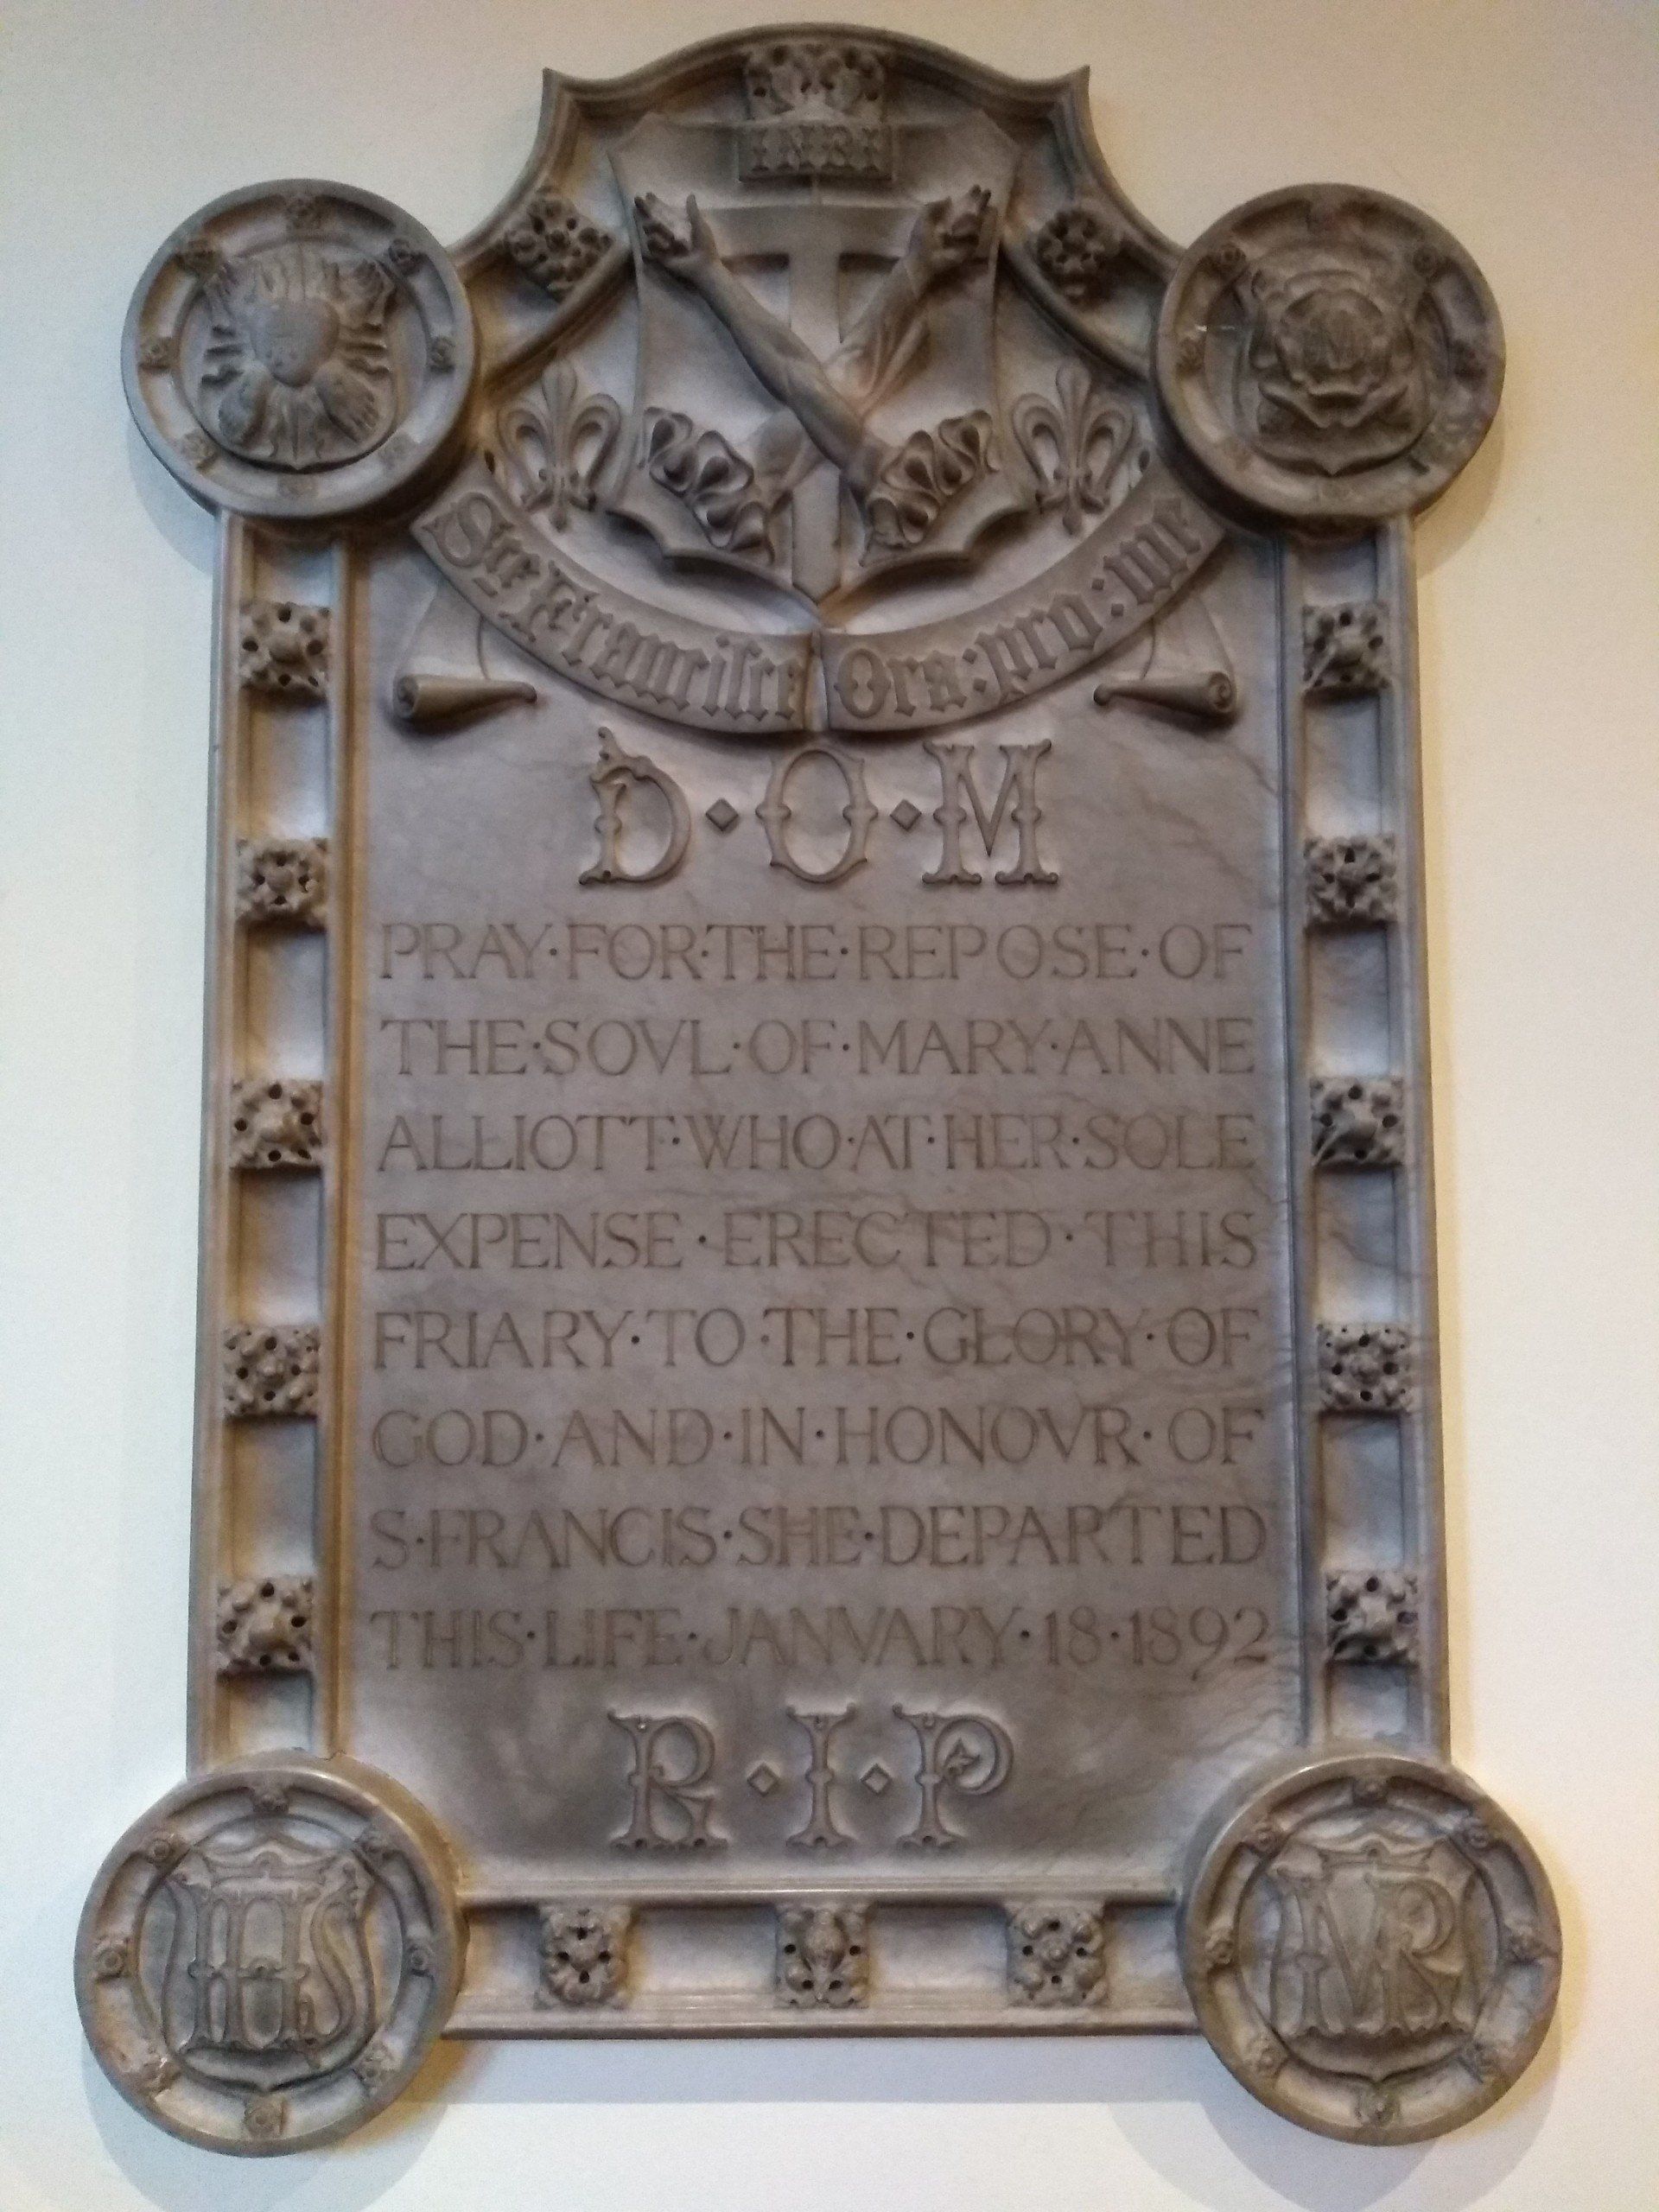 INRI
Ste Francisce Ora:pro:me
D·O·M
PRAY·FOR·THE·REPOSE·OF
THE·SOVL·OF·MARY·ANNE
ALLIOTT·WHO·AT·HER·SOLE
EXPENSE·ERECTED·THIS
FRIARY·TO·THE·GLORY·OF
GOD·AND·IN·HONOVR·OF
S·FRANCIS·SHE·DEPARTED
THIS·LIFE·JANVARY·18·1892
R·I·P
IHS
MR